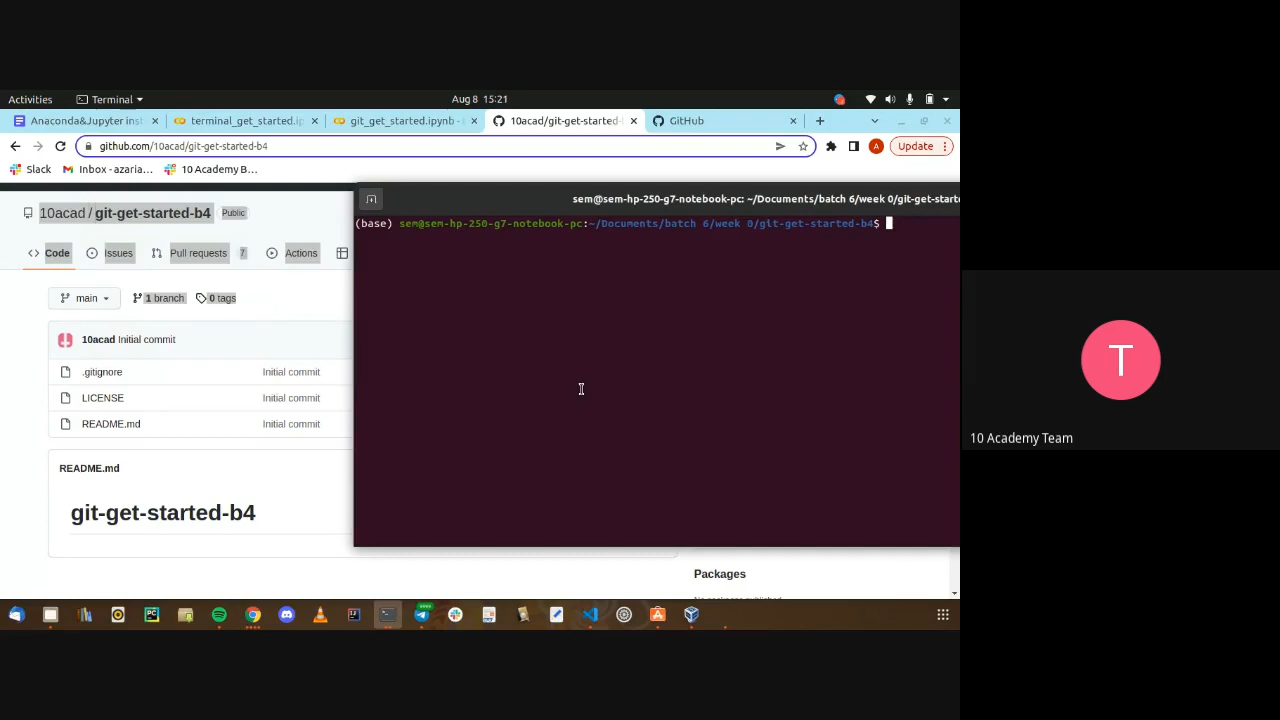 Activities Terminal Aug 8 15:21
Anaconda&Jupyter inst terminal_get_started.ip git_get_started.ipynb - 10acad/git-get-started- GitHub
github.com/10acad/git-get-started-b4 A Update
Slack Inbox - azaria... 10 Academy B...
10acad / git-get-started-b4 Public
sem@sem-hp-250-g7-notebook-pc: ~/Documents/batch 6/week 0/git-get-starte
(base) sem@sem-hp-250-g7-notebook-pc:~/Documents/batch 6/week 0/git-get-started-b4$
<> Code Issues Pull requests 7 Actions
main 1 branch 0 tags
10acad Initial commit
.gitignore Initial commit
LICENSE Initial commit
README.md Initial commit
README.md
git-get-started-b4
Packages
T
10 Academy Team